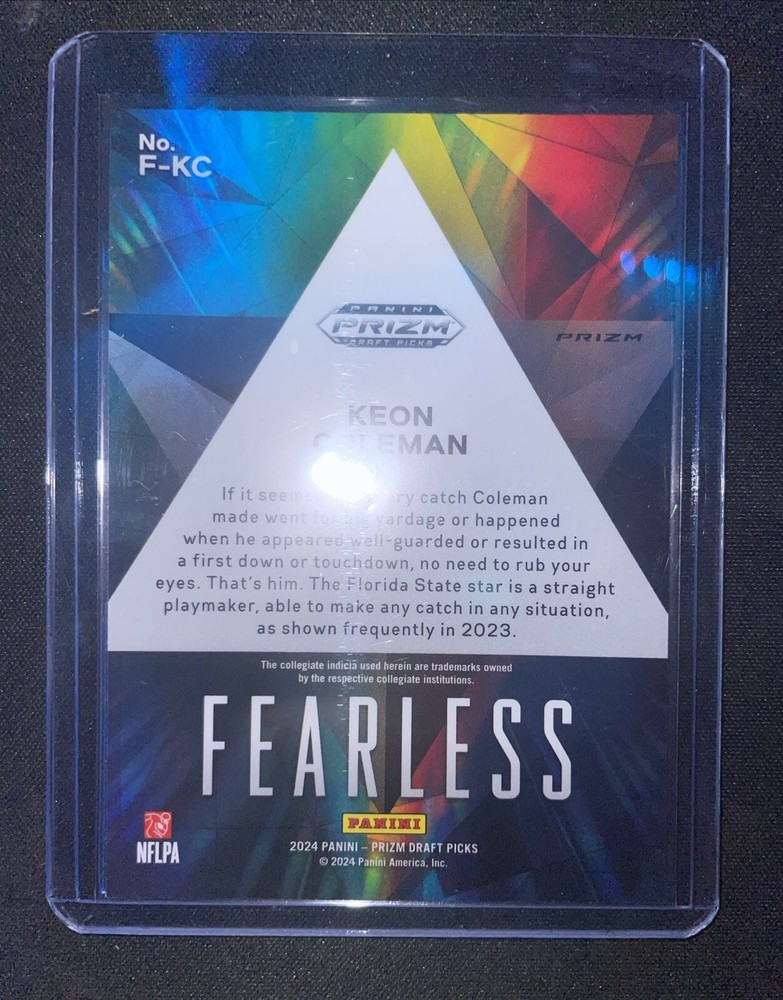 No.
F-KC
PANINI
PRIZM
DRAFT PICKS
PRIZM
KEON
COLEMAN
If it seems ry catch Coleman
made went for big yardage or happened
when he appeared well-guarded or resulted in
a first down or touchdown, no need to rub your
eyes. That's him. The Florida State star is a straight
playmaker, able to make any catch in any situation,
as shown frequently in 2023.
The collegiate indicia used herein are trademarks owned
by the respective collegiate institutions.
FEARLESS
PANINI
NFLPA
2024 PANINI – PRIZM DRAFT PICKS
© 2024 Panini America, Inc.